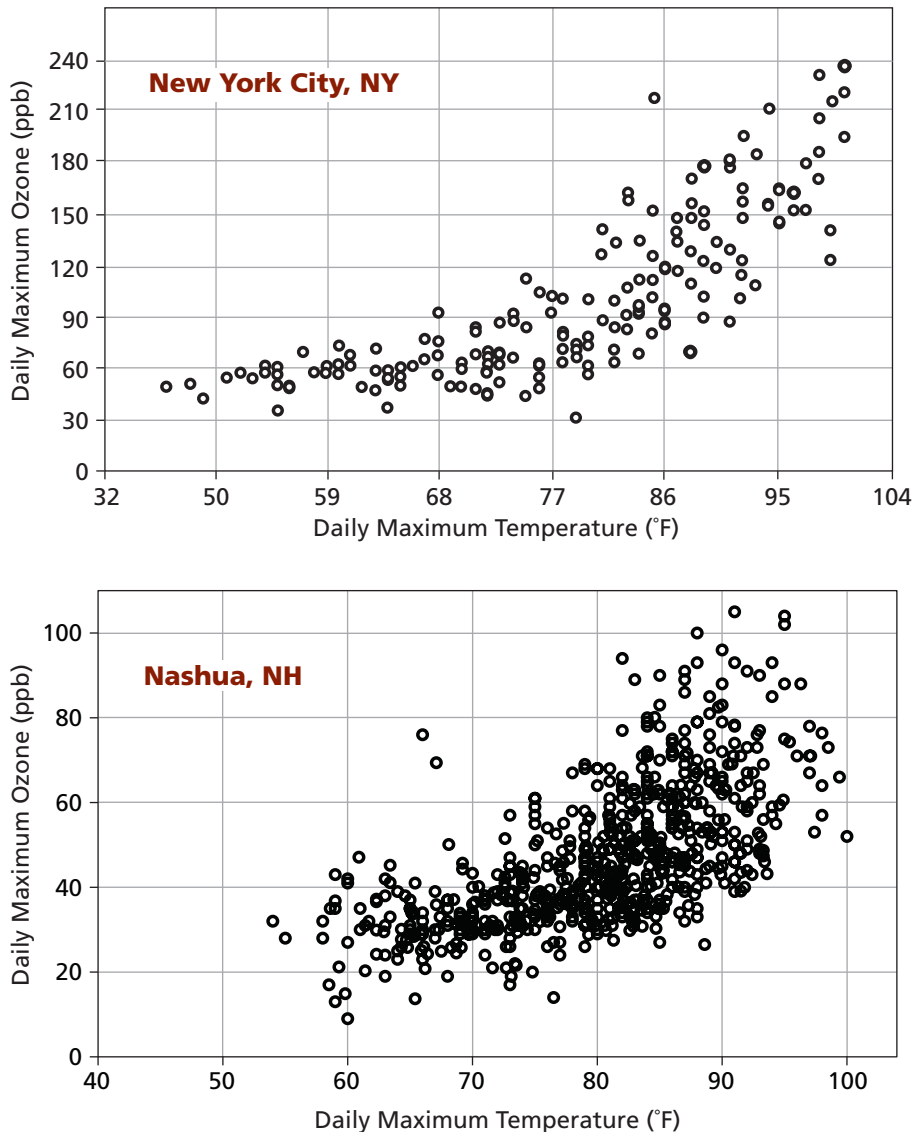 240
New York City, NY
210
180
150
120
90
60
30
0
Daily Maximum Ozone (ppb)
32 50 59 68 77 86 95 104
Daily Maximum Temperature (˚F)
100
Nashua, NH
80
60
40
20
0
Daily Maximum Ozone (ppb)
40 50 60 70 80 90 100
Daily Maximum Temperature (˚F)